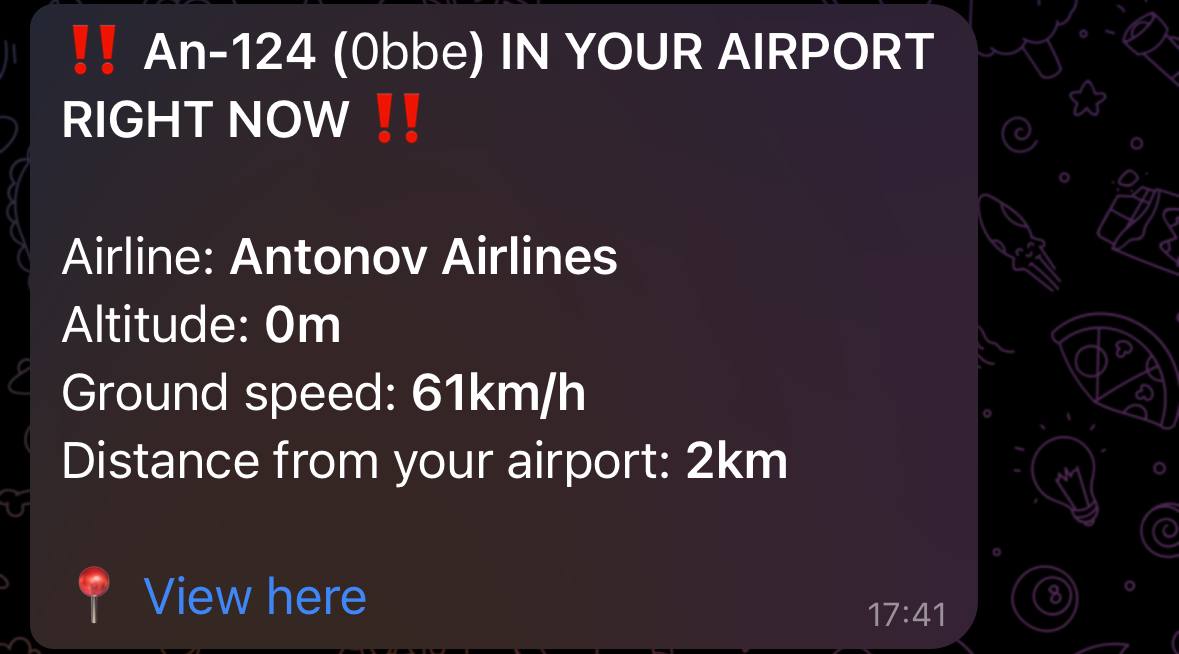 ‼️ An-124 (0bbe) IN YOUR AIRPORT
RIGHT NOW ‼️
Airline: Antonov Airlines
Altitude: 0m
Ground speed: 61km/h
Distance from your airport: 2km
📍 View here
17:41
8